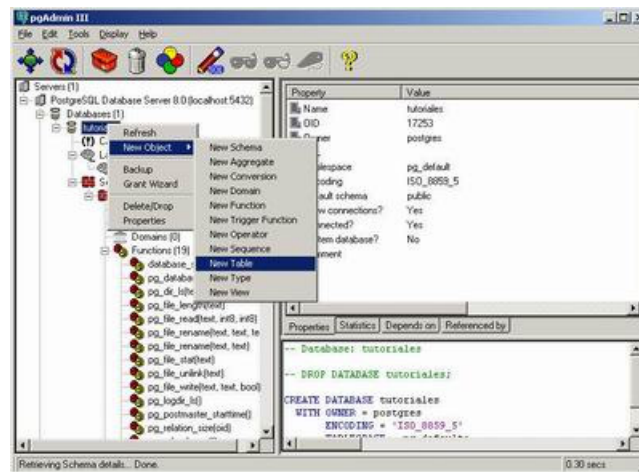 pgAdmin III
File Edit Tools Display Help
Servers (1)
PostgreSQL Database Server 8.0 (localhost:5432)
Databases (1)
Refresh
New Object
Backup
Grant Wizard
Delete/Drop
Properties
New Schema
New Aggregate
New Conversion
New Domain
New Function
New Trigger Function
New Operator
New Sequence
New Table
New Type
New View
Domains (0)
Functions (19)
pg_file_length(text)
pg_file_read(text, int8, int8)
pg_file_rename(text, text, te
pg_file_rename(text, text)
pg_file_stat(text)
pg_file_unlink(text)
pg_file_write(text, text, bool)
pg_logdir_ls()
pg_postmaster_starttime()
pg_relation_size(oid)
Property Value
Name tutoriales
OID 17253
Owner postgres
pg_default
ISO_8859_5
schema public
connections? Yes
Yes
database? No
Properties Statistics Depends on Referenced by
-- Database: tutoriales
-- DROP DATABASE tutoriales;
CREATE DATABASE tutoriales
WITH OWNER = postgres
ENCODING = 'ISO_8859_5'
Retrieving Schema details... Done.
0.30 secs